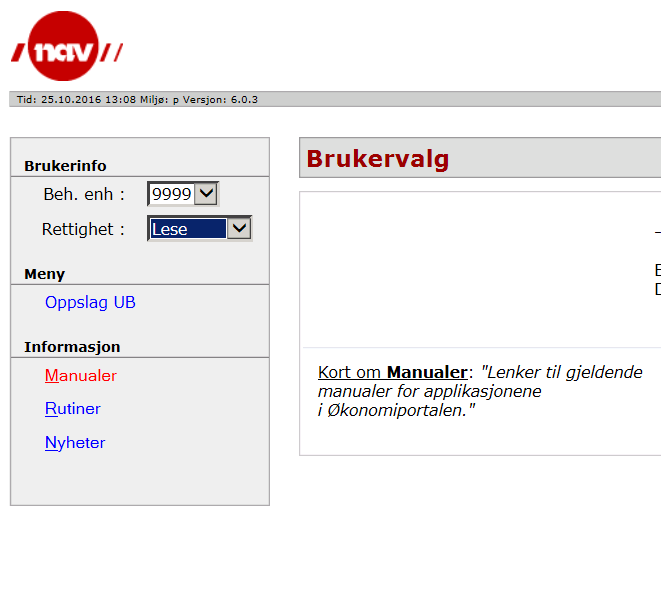 nav
Tid: 25.10.2016 13:08 Miljø: p Versjon: 6.0.3
Brukerinfo
Beh. enh : 9999
Rettighet : Lese
Meny
Oppslag UB
Informasjon
Manualer
Rutiner
Nyheter
Brukervalg
Kort om Manualer: "Lenker til gjeldende
manualer for applikasjonene
i Økonomiportalen."